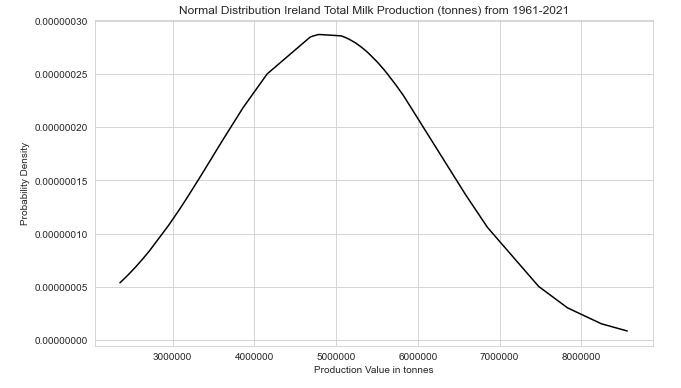 Normal Distribution Ireland Total Milk Production (tonnes) from 1961-2021
0.00000030
0.00000025
0.00000020
0.00000015
0.00000010
0.00000005
0.00000000
Probability Density
3000000 4000000 5000000 6000000 7000000 8000000
Production Value in tonnes